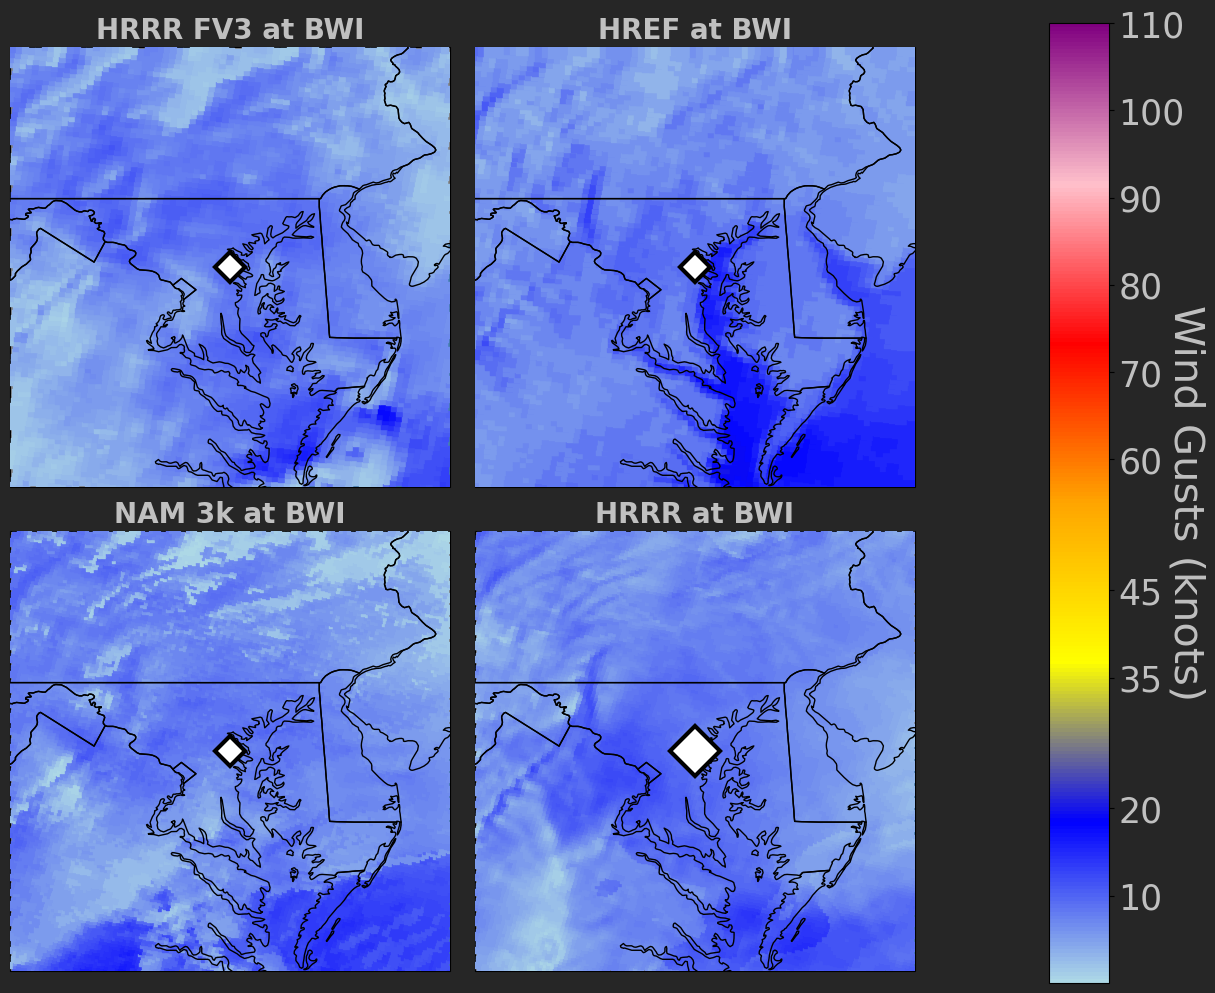 HRRR FV3 at BWI
HREF at BWI
NAM 3k at BWI
HRRR at BWI
110
100
90
80
70
60
45
35
20
10
Wind Gusts (knots)